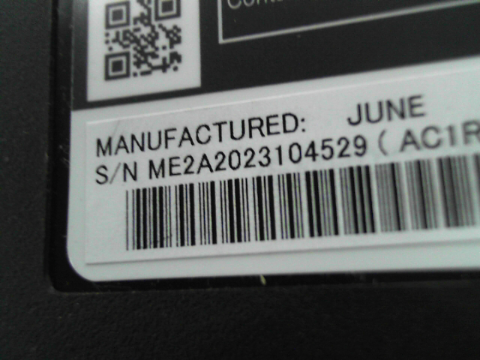 MANUFACTURED: JUNE
S/N ME2A2023104529 ( AC1R